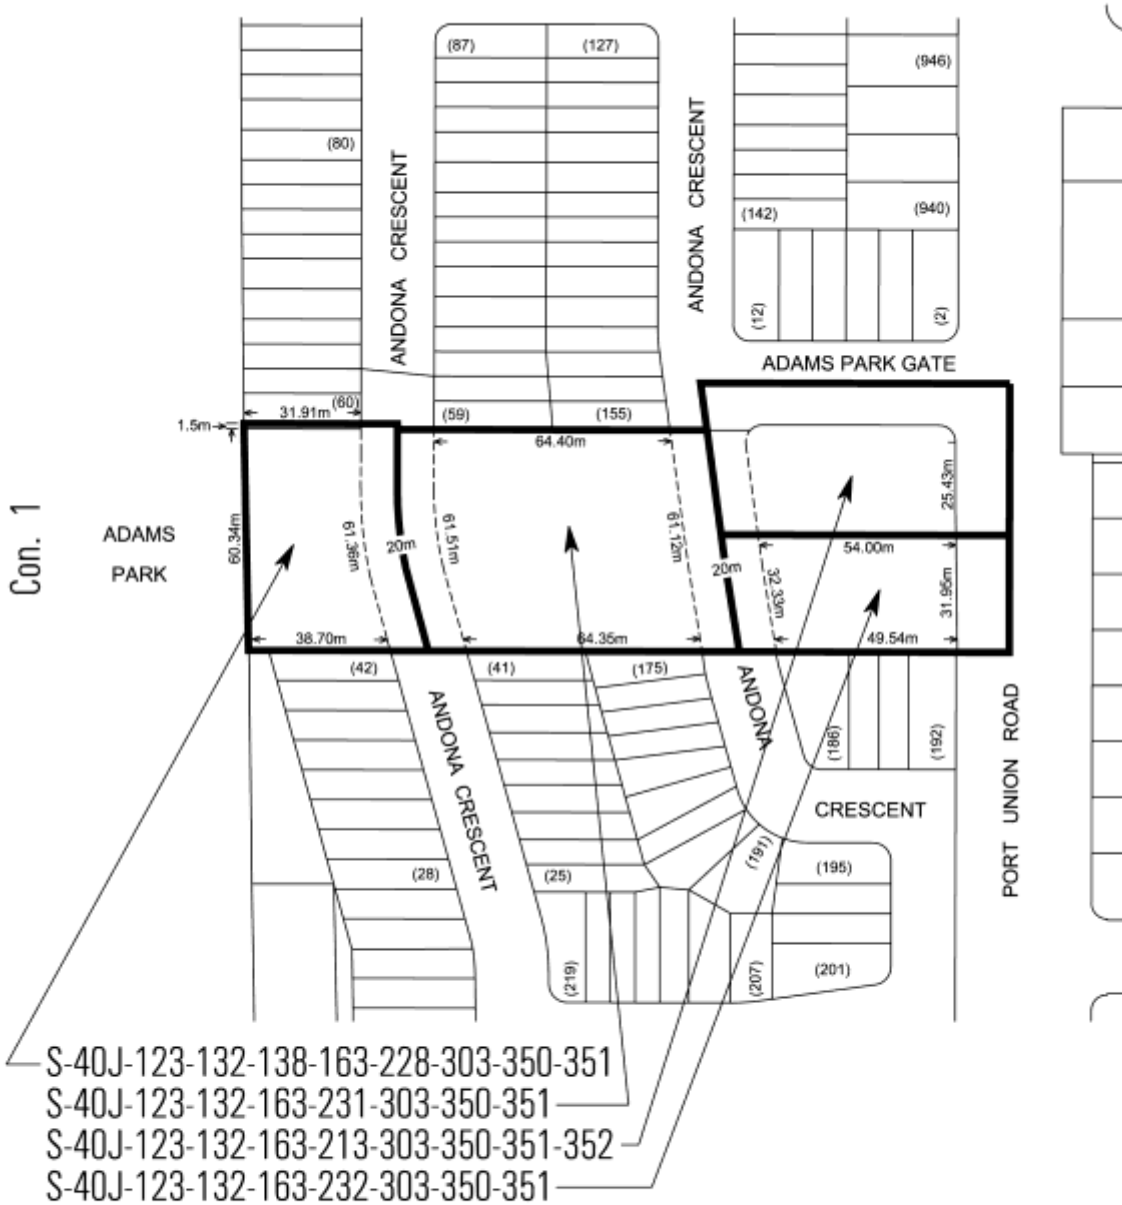 (87)
(127)
(946)
(80)
ANDONA CRESCENT
ANDONA CRESCENT
(142)
(940)
(12)
(2)
ADAMS PARK GATE
(60)
31.91m
(59)
(155)
1.5m
64.40m
25.43m
Con. 1
ADAMS
PARK
60.34m
61.36m
20m
61.51m
61.12m
20m
54.00m
32.33m
31.95m
38.70m
64.35m
49.54m
(42)
(41)
(175)
ANDONA
(186)
(192)
ANDONA CRESCENT
CRESCENT
PORT UNION ROAD
(191)
(195)
(28)
(25)
(219)
(207)
(201)
S-40J-123-132-138-163-228-303-350-351
S-40J-123-132-163-231-303-350-351
S-40J-123-132-163-213-303-350-351-352
S-40J-123-132-163-232-303-350-351